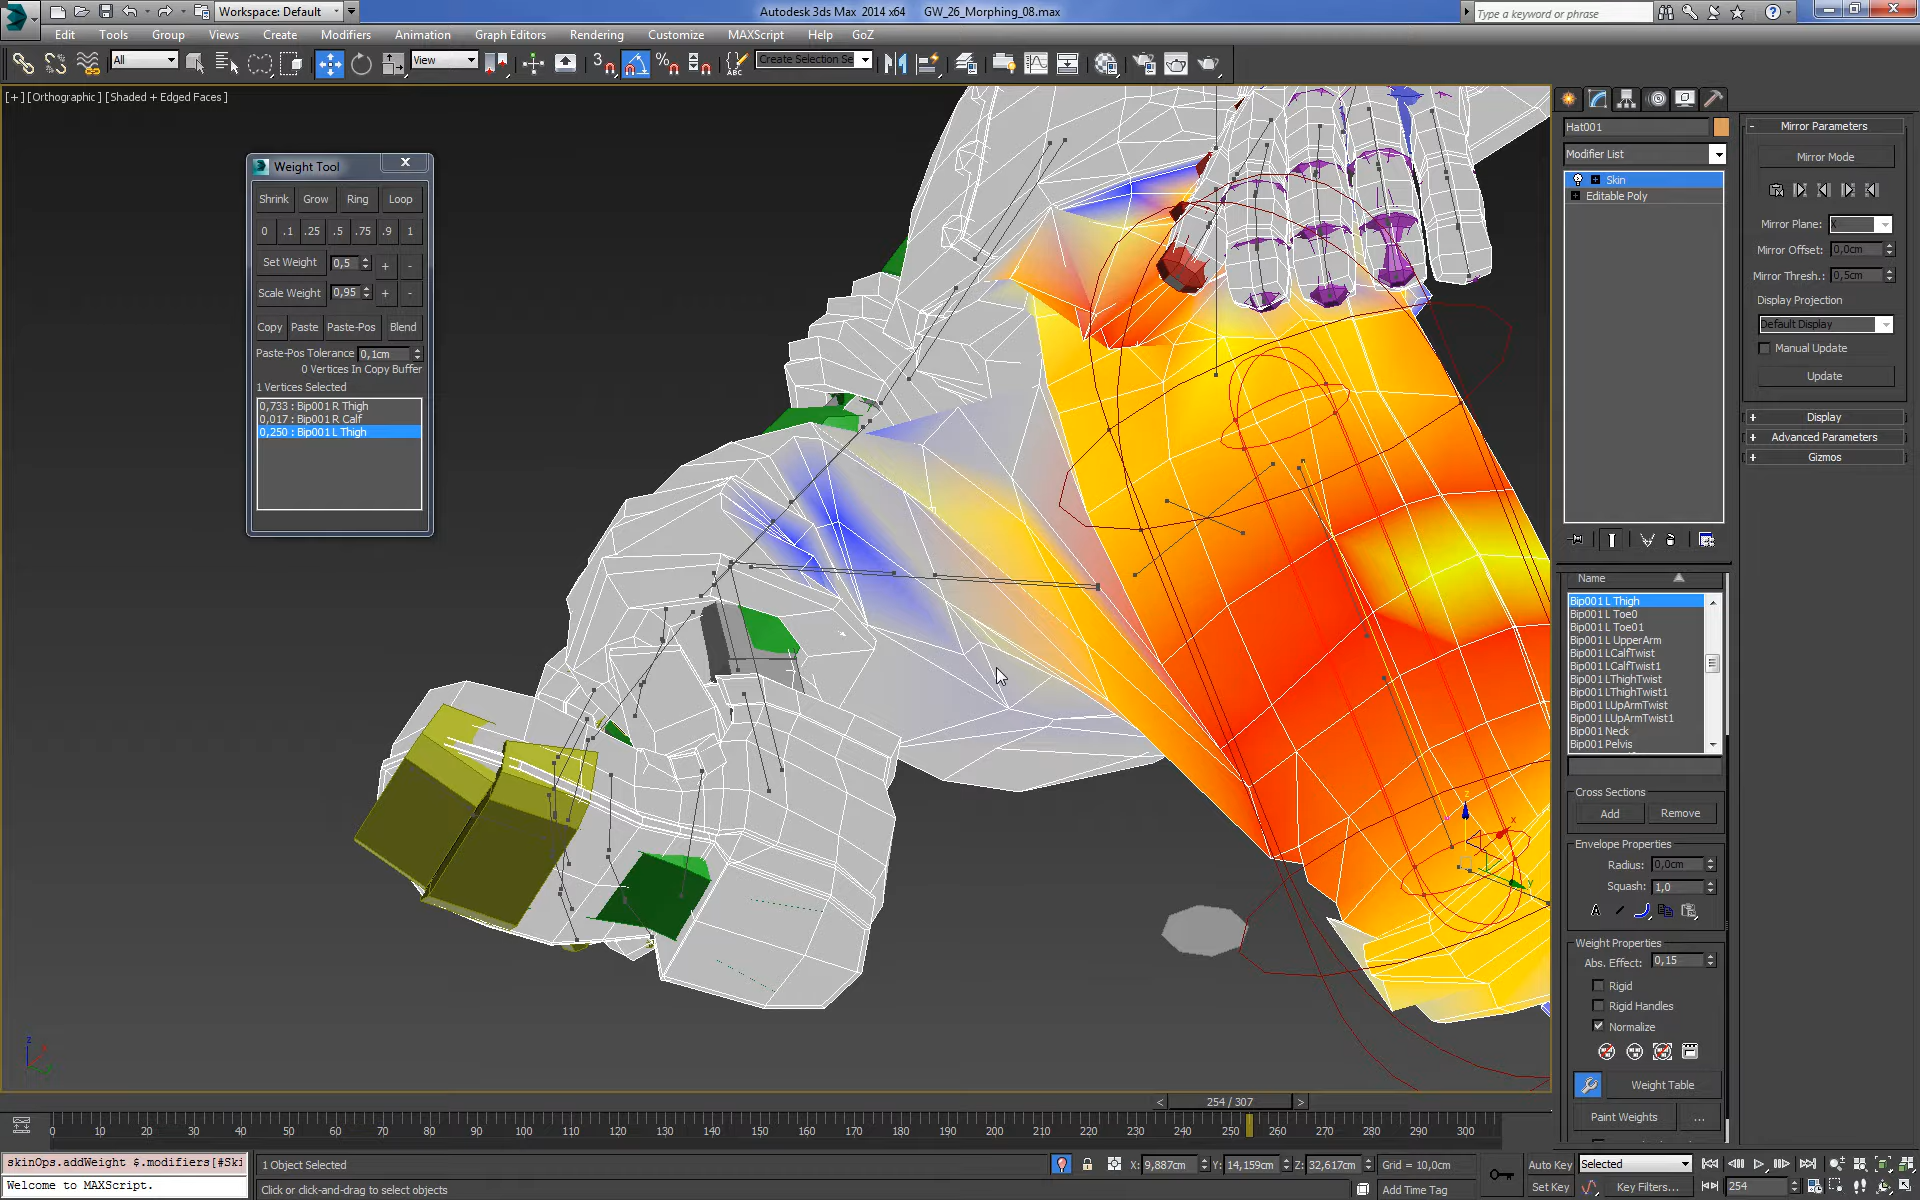 Workspace: Default
Autodesk 3ds Max 2014 x64 GW_26_Morphing_08.max
Type a keyword or phrase
Edit Tools Group Views Create Modifiers Animation Graph Editors Rendering Customize MAXScript Help GoZ
All
View
3
ABC
Create Selection Se
[+] [Orthographic] [Shaded + Edged Faces]
Weight Tool
Shrink Grow Ring Loop
0 .1 .25 .5 .75 .9 1
Set Weight 0,5 + -
Scale Weight 0,95 + -
Copy Paste Paste-Pos Blend
Paste-Pos Tolerance 0,1cm
0 Vertices In Copy Buffer
1 Vertices Selected
0,733 : Bip001 R Thigh
0,017 : Bip001 R Calf
0,250 : Bip001 L Thigh
Hat001
Modifier List
Skin
Editable Poly
Name
Bip001 L Thigh
Bip001 L Toe0
Bip001 L Toe01
Bip001 L UpperArm
Bip001 LCalfTwist
Bip001 LCalfTwist1
Bip001 LThighTwist
Bip001 LThighTwist1
Bip001 LUpArmTwist
Bip001 LUpArmTwist1
Bip001 Neck
Bip001 Pelvis
Cross Sections
Add Remove
Envelope Properties
Radius: 0,0cm
Squash: 1,0
A
Weight Properties
Abs. Effect: 0,15
Rigid
Rigid Handles
Normalize
Weight Table
Paint Weights ...
- Mirror Parameters
Mirror Mode
Mirror Plane: X
Mirror Offset: 0,0cm
Mirror Thresh.: 0,5cm
Display Projection
Default Display
Manual Update
Update
+ Display
+ Advanced Parameters
+ Gizmos
z
x
y
z
< 254 / 307 >
0 10 20 30 40 50 60 70 80 90 100 110 120 130 140 150 160 170 180 190 200 210 220 230 240 250 260 270 280 290 300
skinOps.addWeight $.modifiers[#Ski
Welcome to MAXScript.
1 Object Selected
Click or click-and-drag to select objects
X: 9,887cm Y: 14,159cm Z: 32,617cm Grid = 10,0cm
Add Time Tag
Auto Key Selected
Set Key Key Filters... 254